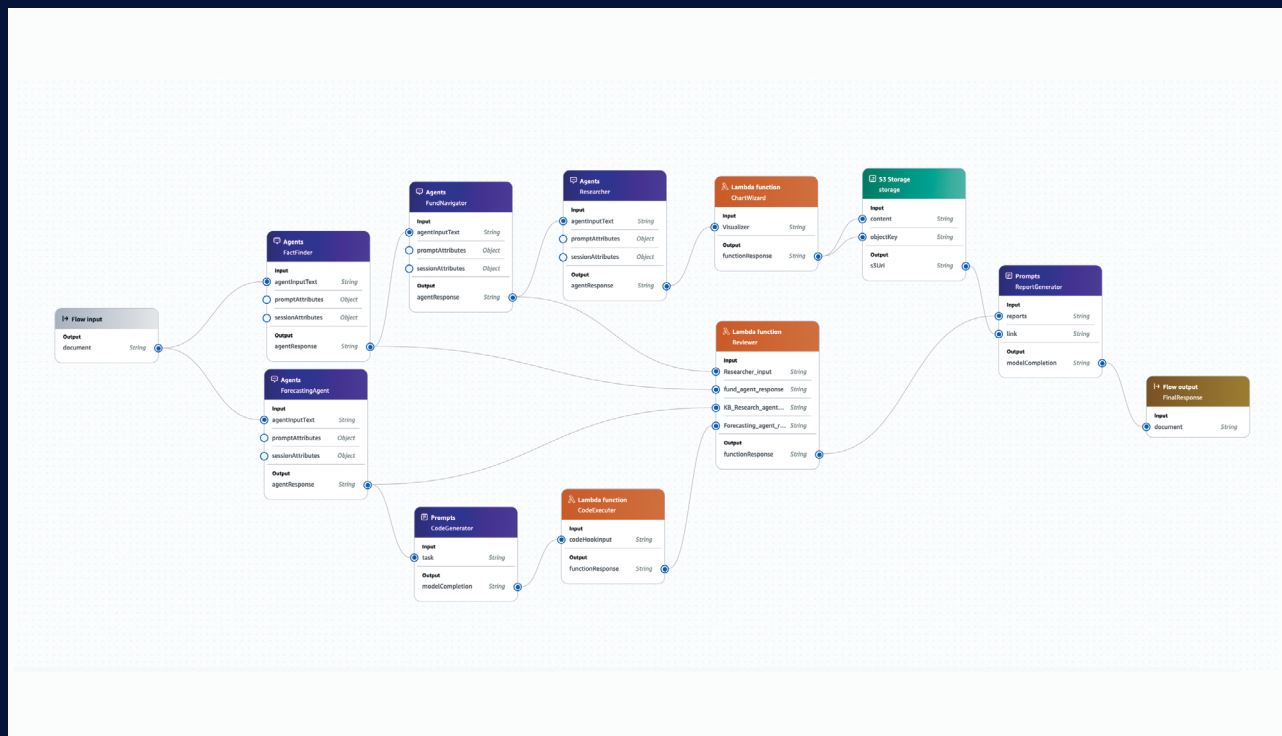 Flow input
Output
document String
Agents
FactFinder
Input
agentInputText String
promptAttributes Object
sessionAttributes Object
Output
agentResponse String
Agents
ForecastingAgent
Input
agentInputText String
promptAttributes Object
sessionAttributes Object
Output
agentResponse String
Agents
FundNavigator
Input
agentInputText String
promptAttributes Object
sessionAttributes Object
Output
agentResponse String
Prompts
CodeGenerator
Input
task String
Output
modelCompletion String
Agents
Researcher
Input
agentInputText String
promptAttributes Object
sessionAttributes Object
Output
agentResponse String
Lambda function
CodeExecuter
Input
codeHookInput String
Output
functionResponse String
Lambda function
ChartWizard
Input
Visualizer String
Output
functionResponse String
Lambda function
Reviewer
Input
Researcher_input String
fund_agent_response String
KB_Research_agent... String
Forecasting_agent_r... String
Output
functionResponse String
S3 Storage
storage
Input
content String
objectKey String
Output
s3Uri String
Prompts
ReportGenerator
Input
reports String
link String
Output
modelCompletion String
Flow output
FinalResponse
Input
document String